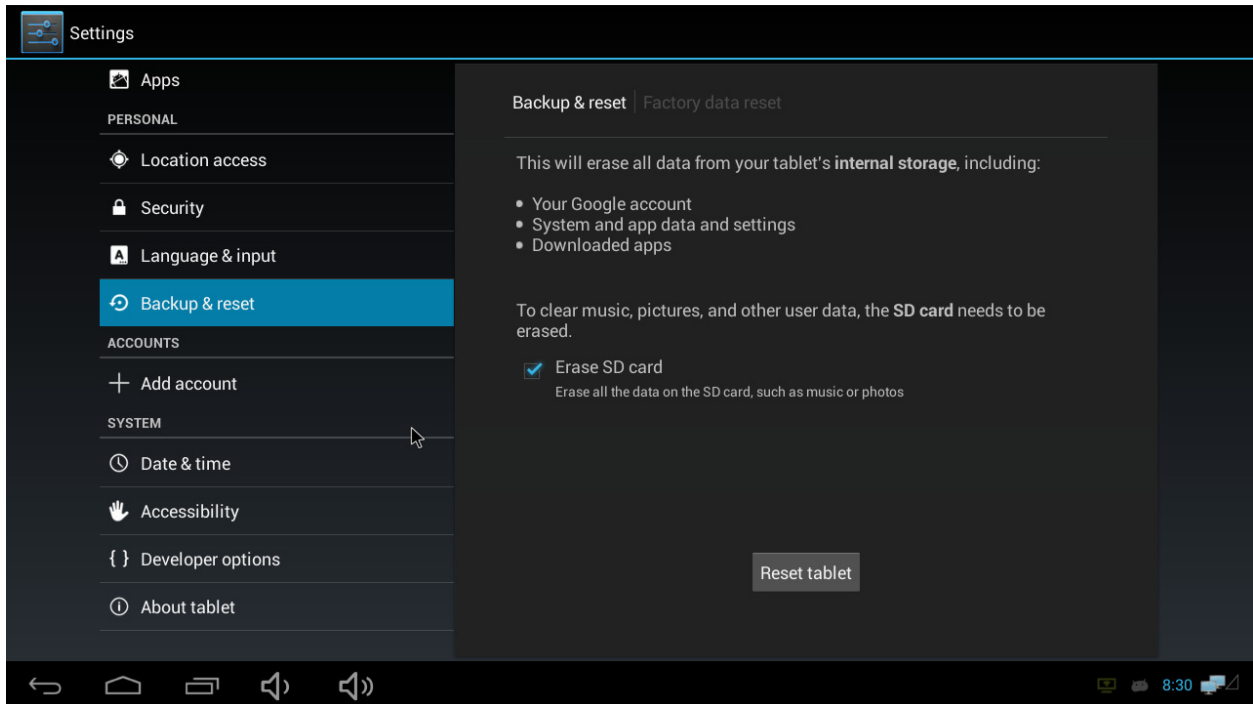 Settings
Apps
PERSONAL
Location access
Security
Language & input
Backup & reset
ACCOUNTS
Add account
SYSTEM
Date & time
Accessibility
{ } Developer options
About tablet
Backup & reset | Factory data reset
This will erase all data from your tablet's internal storage, including:
• Your Google account
• System and app data and settings
• Downloaded apps
To clear music, pictures, and other user data, the SD card needs to be
erased.
Erase SD card
Erase all the data on the SD card, such as music or photos
Reset tablet
8:30